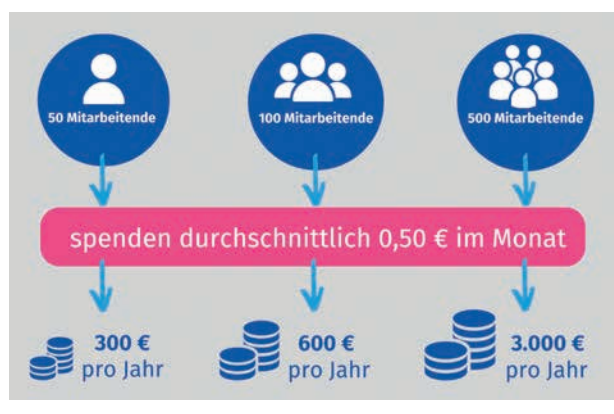 50 Mitarbeitende
100 Mitarbeitende
500 Mitarbeitende
spenden durchschnittlich 0,50 € im Monat
300 €
pro Jahr
600 €
pro Jahr
3.000 €
pro Jahr